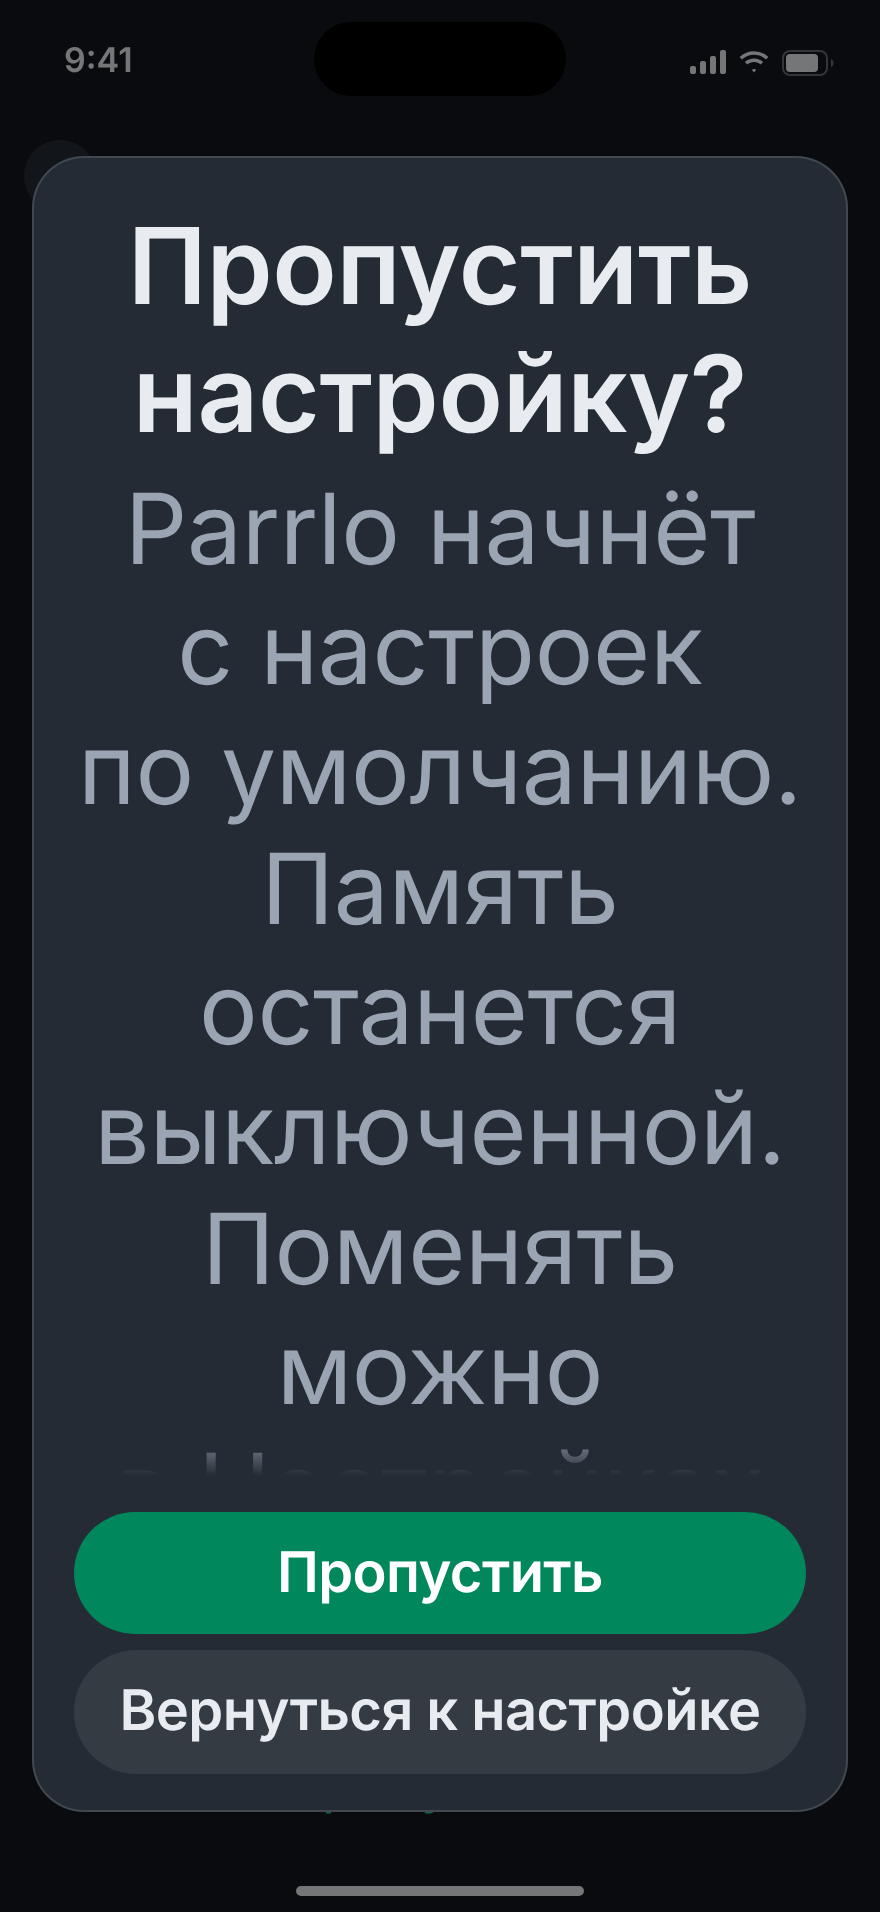 9:41
Пропустить
настройку?
Parrlo начнёт
с настроек
по умолчанию.
Память
останется
выключенной.
Поменять
можно
Пропустить
Вернуться к настройке